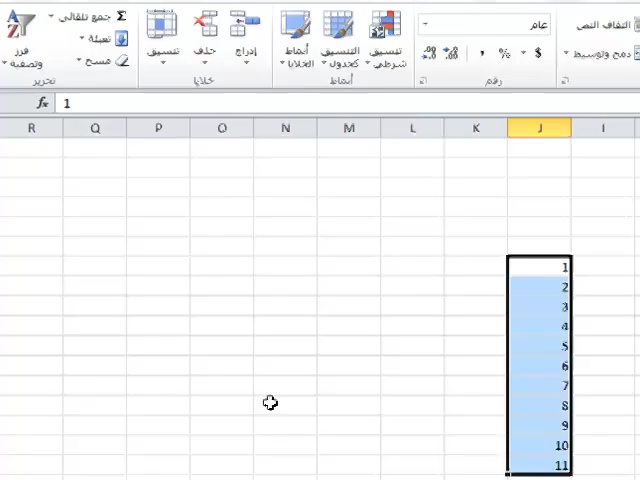 التفاف النص
دمج وتوسيط
عام
$ % ,
رقم
تنسيق شرطي
التنسيق كجدول
أنماط الخلايا
أنماط
إدراج
حذف
تنسيق
خلايا
Σ جمع تلقائي
تعبئة
مسح
فرز وتصفية
تحرير
fx 1
R Q P O N M L K J I
1
2
3
4
5
6
7
8
9
10
11